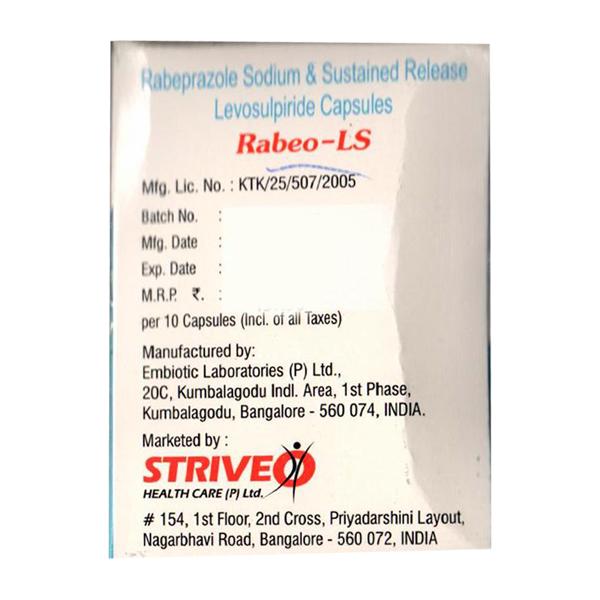 Rabeprazole Sodium & Sustained Release
Levosulpiride Capsules
Rabeo-LS
Mfg. Lic. No. : KTK/25/507/2005
Batch No. :
Mfg. Date :
Exp. Date :
M.R.P. ₹. :
per 10 Capsules (Incl. of all Taxes)
Manufactured by:
Embiotic Laboratories (P) Ltd.,
20C, Kumbalagodu Indl. Area, 1st Phase,
Kumbalagodu, Bangalore - 560 074, INDIA.
Marketed by :
STRIVEO
HEALTH CARE (P) Ltd.
# 154, 1st Floor, 2nd Cross, Priyadarshini Layout,
Nagarbhavi Road, Bangalore - 560 072, INDIA